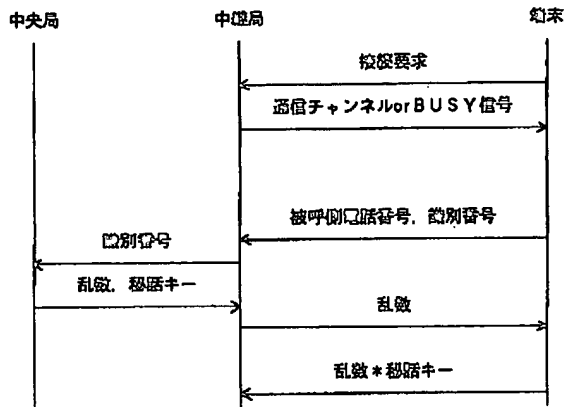 中央局
中継局
端末
接続要求
通信チャンネルorBUSY信号
被呼側電話番号，識別番号
識別番号
乱数，秘話キー
乱数
乱数＊秘話キー